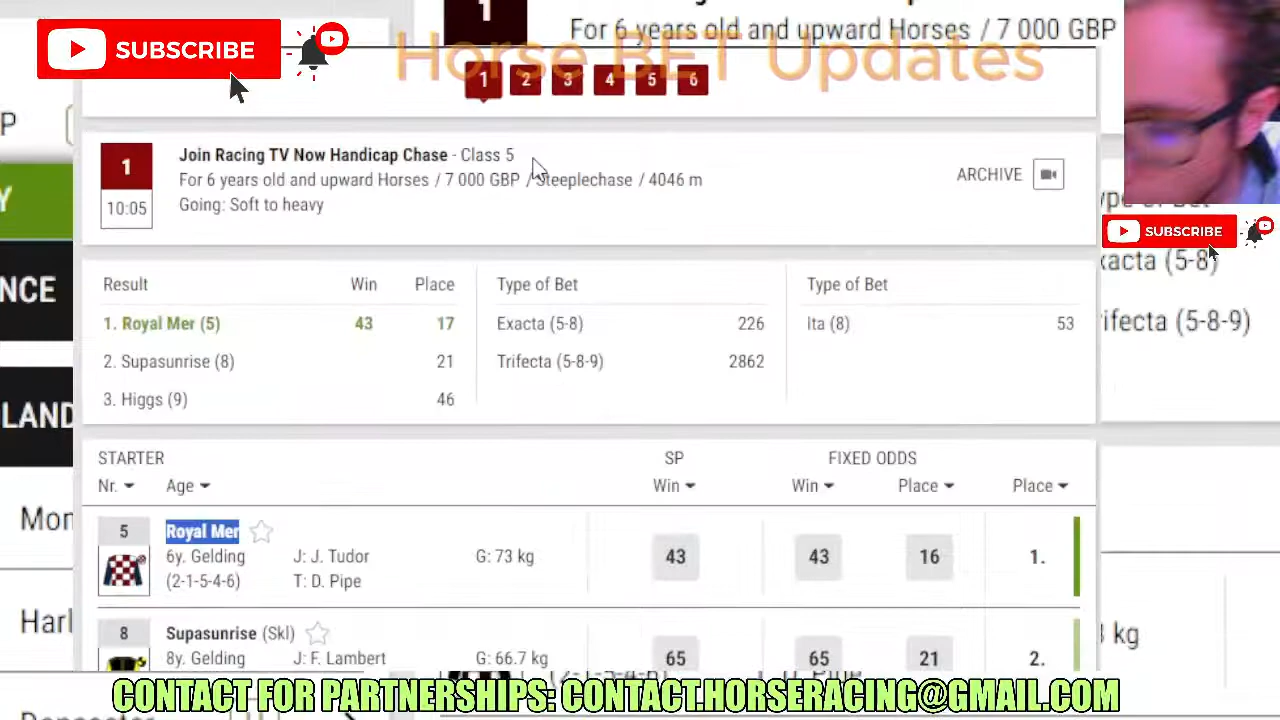 1
For 6 years old and upward Horses / 7 000 GBP
SUBSCRIBE
Horse BET Updates
1 2 3 4 5 6
P
Join Racing TV Now Handicap Chase - Class 5
1
For 6 years old and upward Horses / 7 000 GBP / Steeplechase / 4046 m
ARCHIVE
10:05
Going: Soft to heavy
Y
SUBSCRIBE
NCE
(5-8)
Result Win Place
Type of Bet
Type of Bet
1. Royal Mer (5) 43 17
Exacta (5-8) 226
Ita (8) 53
(5-8-9)
2. Supasunrise (8) 21
Trifecta (5-8-9) 2862
3. Higgs (9) 46
LAND
STARTER SP FIXED ODDS
Nr. Age Win Win Place Place
5 Royal Mer
6y. Gelding J: J. Tudor G: 73 kg 43 43 16 1.
(2-1-5-4-6) T: D. Pipe
8 Supasunrise (Skl)
kg
8y. Gelding J: F. Lambert G: 66.7 kg 65 65 21 2.
CONTACT FOR PARTNERSHIPS: CONTACT.HORSERACING@GMAIL.COM